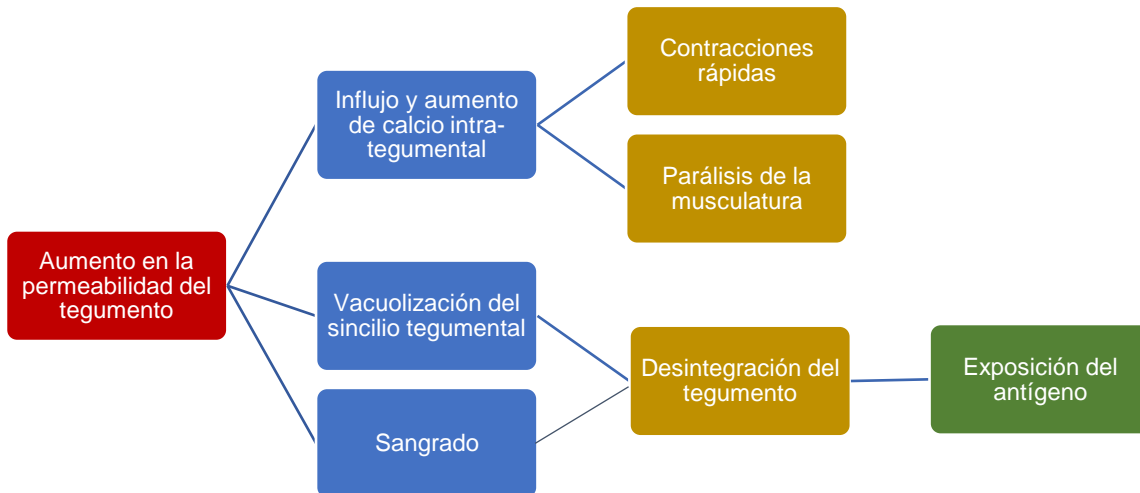 Contracciones
rápidas
Influjo y aumento
de calcio intra-
tegumental
Parálisis de la
musculatura
Aumento en la
permeabilidad del
tegumento
Vacuolización del
sincilio tegumental
Desintegración del
tegumento
Exposición del
antígeno
Sangrado